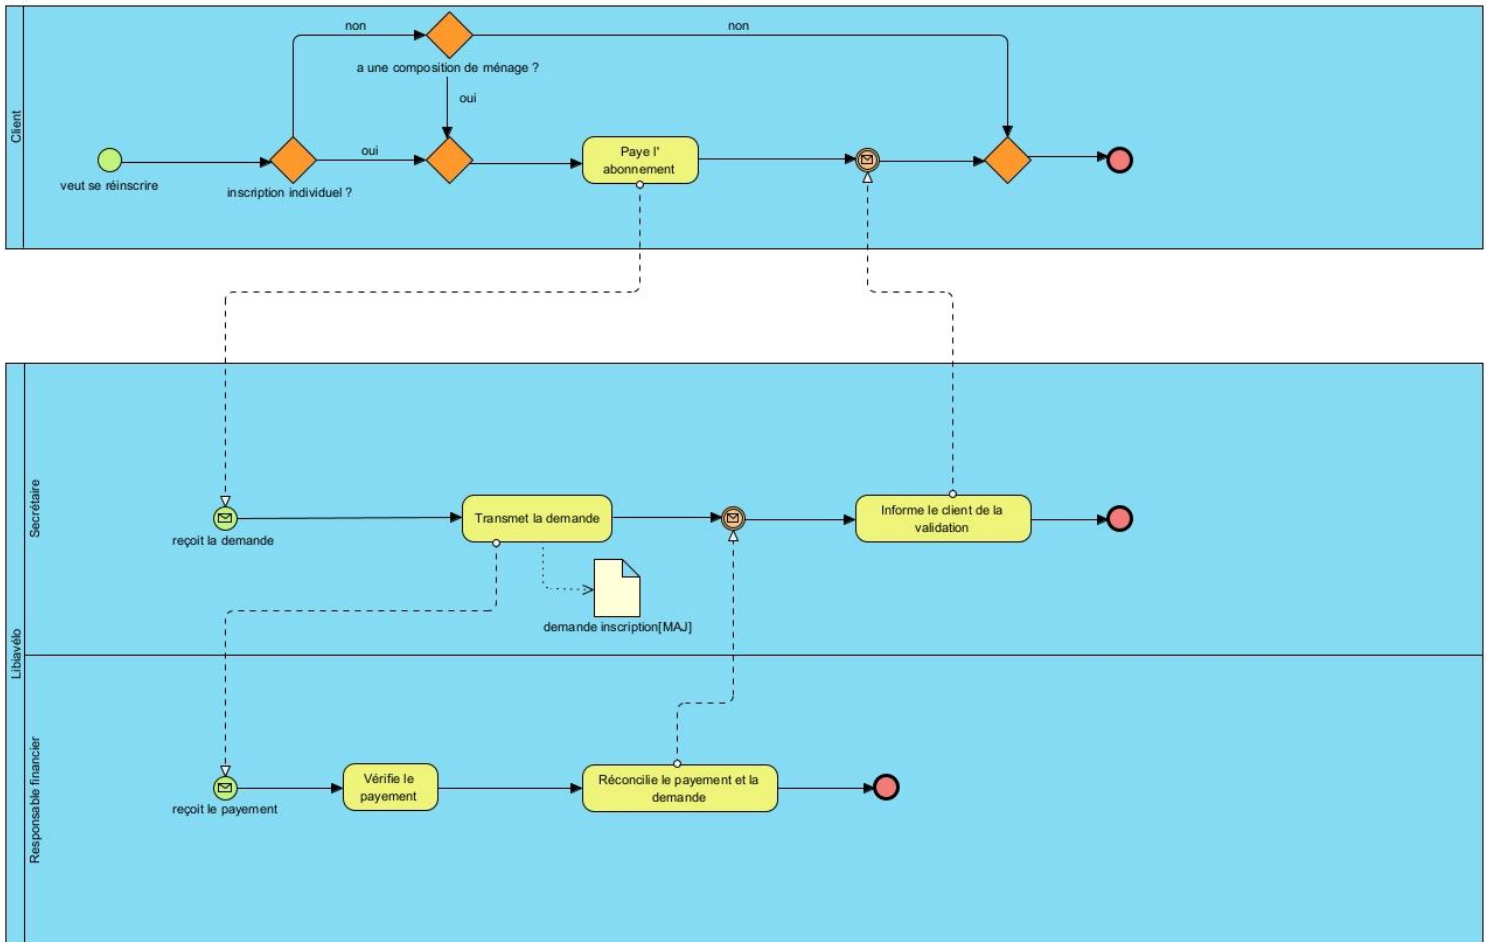 Client
non
non
a une composition de ménage ?
oui
veut se réinscrire
oui
inscription individuel ?
Paye l'
abonnement
Libiavélo
Secrétaire
reçoit la demande
Transmet la demande
demande inscription[MAJ]
Informe le client de la
validation
Responsable financier
reçoit le payement
Vérifie le
payement
Réconcilie le payement et la
demande